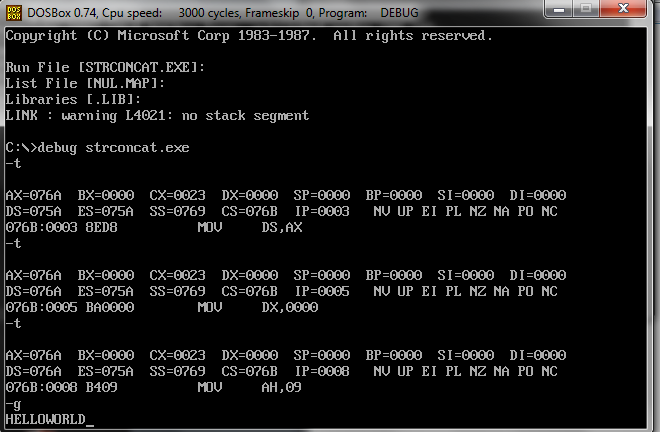 DOS BOX DOSBox 0.74, Cpu speed: 3000 cycles, Frameskip 0, Program: DEBUG
Copyright (C) Microsoft Corp 1983-1987. All rights reserved.
Run File [STRCONCAT.EXE]:
List File [NUL.MAP]:
Libraries [.LIB]:
LINK : warning L4021: no stack segment
C:\>debug strconcat.exe
-t
AX=076A BX=0000 CX=0023 DX=0000 SP=0000 BP=0000 SI=0000 DI=0000
DS=075A ES=075A SS=0769 CS=076B IP=0003 NV UP EI PL NZ NA PO NC
076B:0003 8ED8 MOV DS,AX
-t
AX=076A BX=0000 CX=0023 DX=0000 SP=0000 BP=0000 SI=0000 DI=0000
DS=076A ES=075A SS=0769 CS=076B IP=0005 NV UP EI PL NZ NA PO NC
076B:0005 BA0000 MOV DX,0000
-t
AX=076A BX=0000 CX=0023 DX=0000 SP=0000 BP=0000 SI=0000 DI=0000
DS=076A ES=075A SS=0769 CS=076B IP=0008 NV UP EI PL NZ NA PO NC
076B:0008 B409 MOV AH,09
-g
HELLOWORLD_